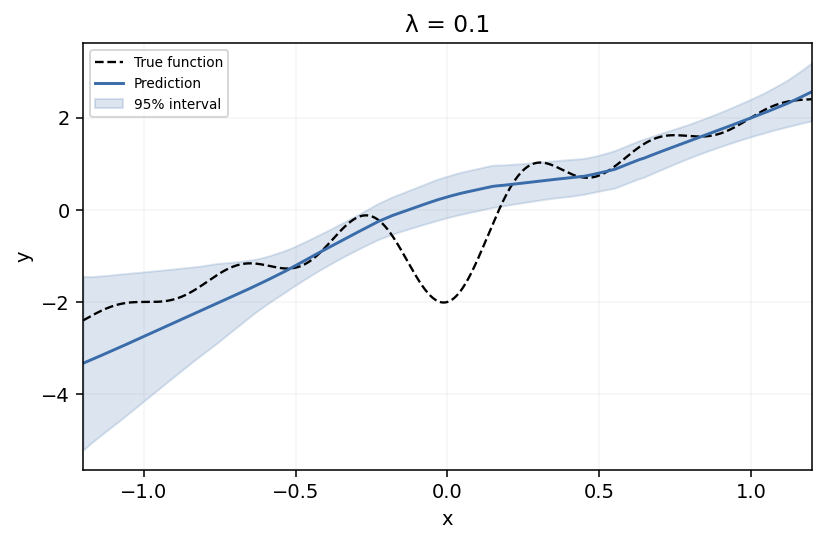 λ = 0.1
True function
Prediction
95% interval
y
2
0
−2
−4
−1.0
−0.5
0.0
0.5
1.0
x